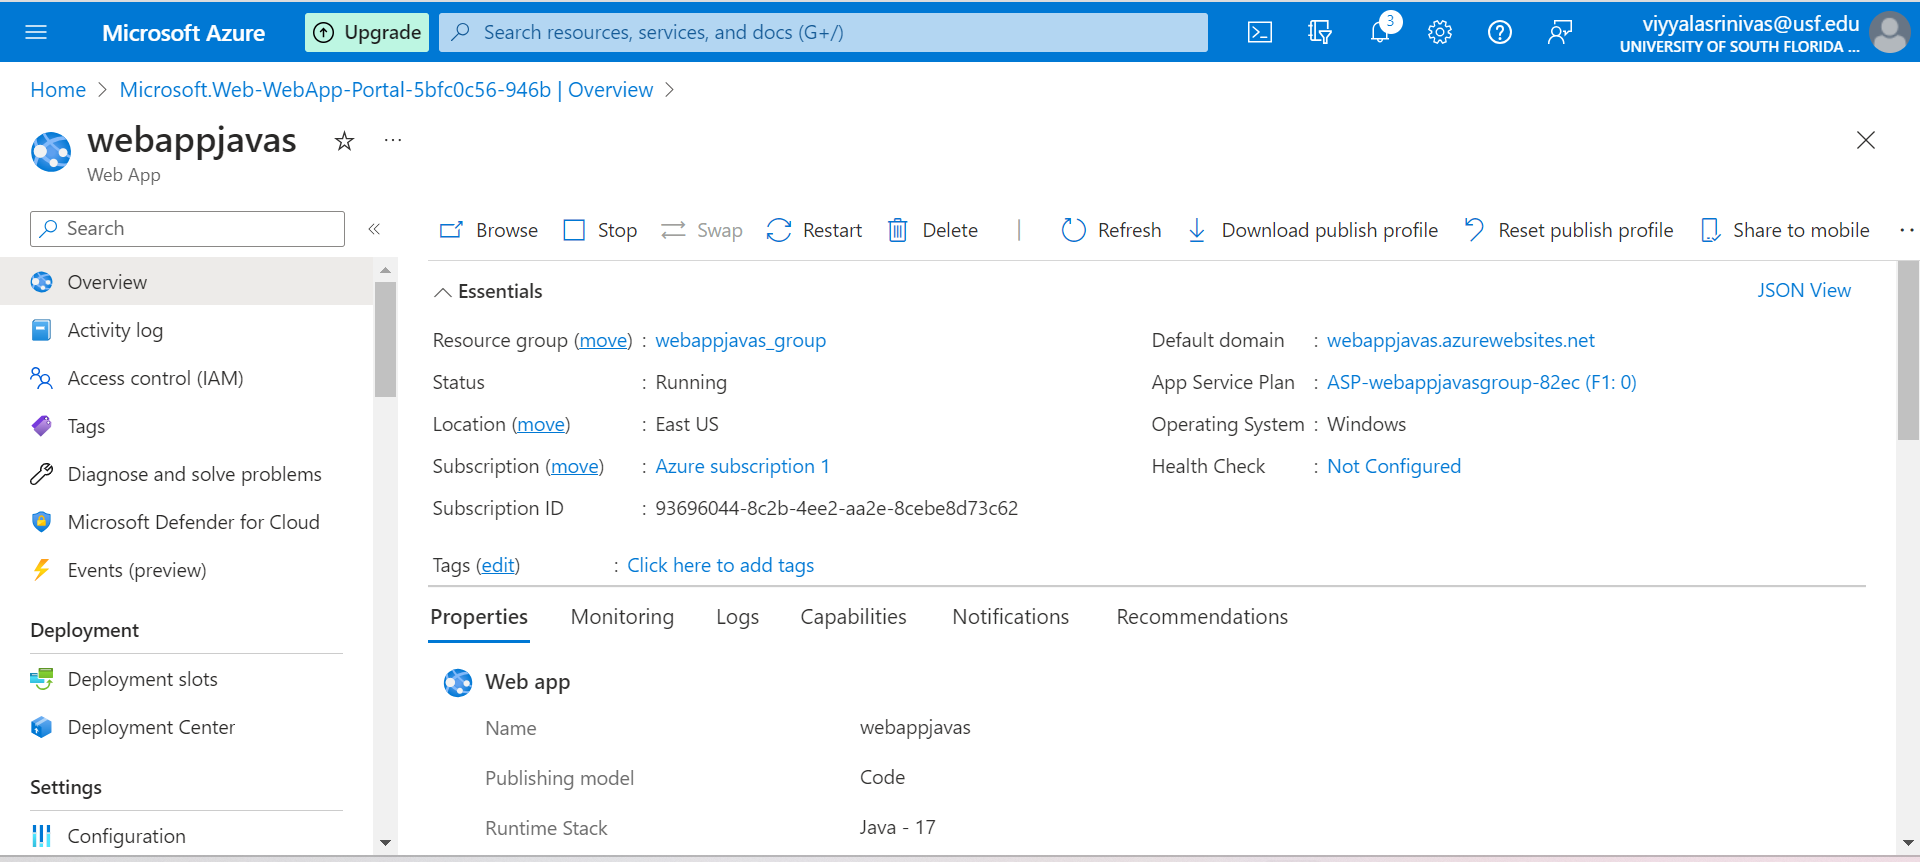 Microsoft Azure
Upgrade
Search resources, services, and docs (G+/)
3
viyyalasrinivas@usf.edu
UNIVERSITY OF SOUTH FLORIDA ...
Home > Microsoft.Web-WebApp-Portal-5bfc0c56-946b | Overview >
webappjavas
...
Web App
Search
«
Browse Stop Swap Restart Delete | Refresh Download publish profile Reset publish profile Share to mobile
Overview
Activity log
Access control (IAM)
Tags
Diagnose and solve problems
Microsoft Defender for Cloud
Events (preview)
Deployment
Deployment slots
Deployment Center
Settings
Configuration
Essentials
JSON View
Resource group (move) : webappjavas_group
Status : Running
Location (move) : East US
Subscription (move) : Azure subscription 1
Subscription ID : 93696044-8c2b-4ee2-aa2e-8cebe8d73c62
Default domain : webappjavas.azurewebsites.net
App Service Plan : ASP-webappjavasgroup-82ec (F1: 0)
Operating System : Windows
Health Check : Not Configured
Tags (edit) : Click here to add tags
Properties Monitoring Logs Capabilities Notifications Recommendations
Web app
Name webappjavas
Publishing model Code
Runtime Stack Java - 17